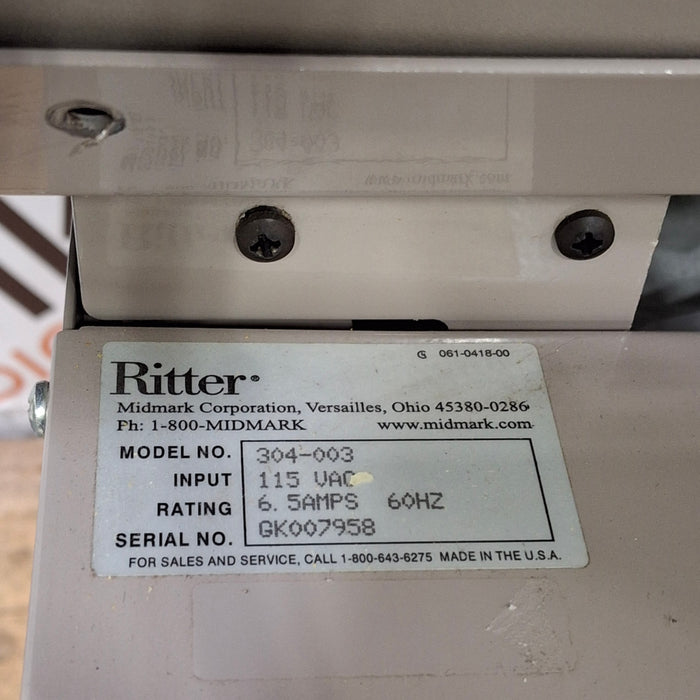 G 061-0418-00
Ritter®
Midmark Corporation, Versailles, Ohio 45380-0286
Ph: 1-800-MIDMARK www.midmark.com
MODEL NO. 304-003
INPUT 115 VAC
RATING 6.5AMPS 60HZ
SERIAL NO. GK007958
FOR SALES AND SERVICE, CALL 1-800-643-6275 MADE IN THE U.S.A.